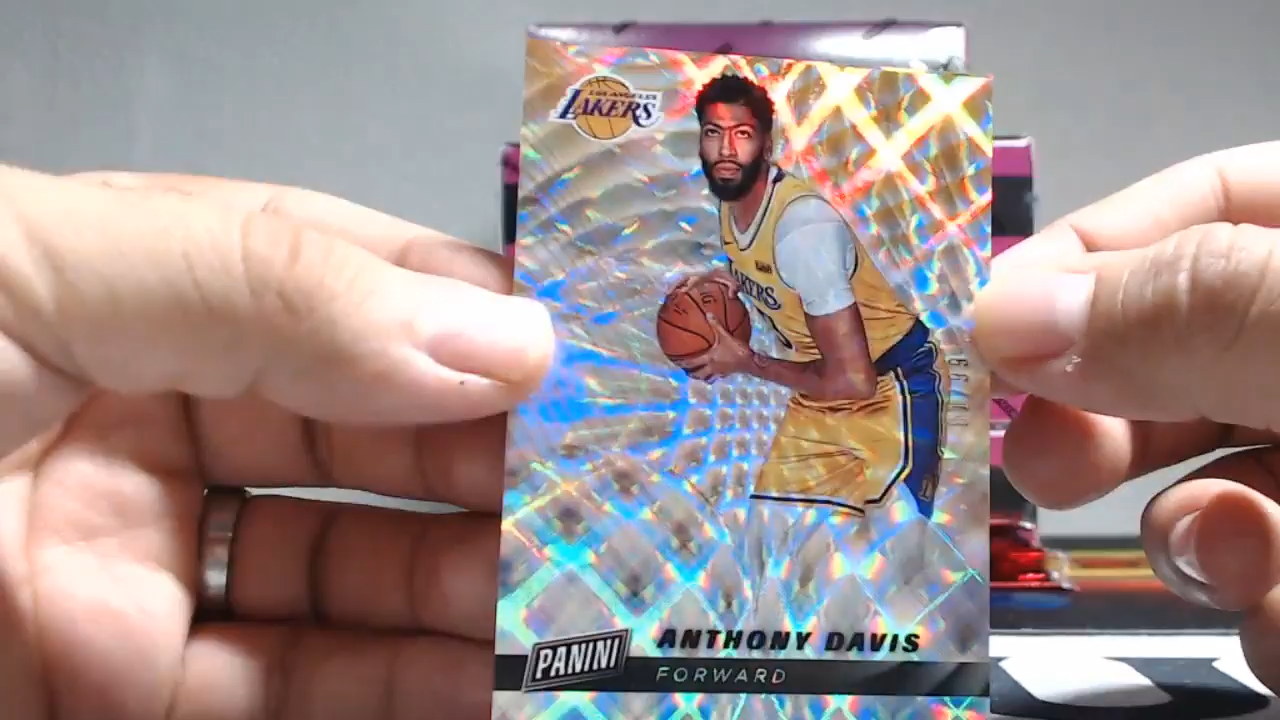 LOS ANGELES
LAKERS
LAKERS
ANTHONY DAVIS
PANINI
FORWARD